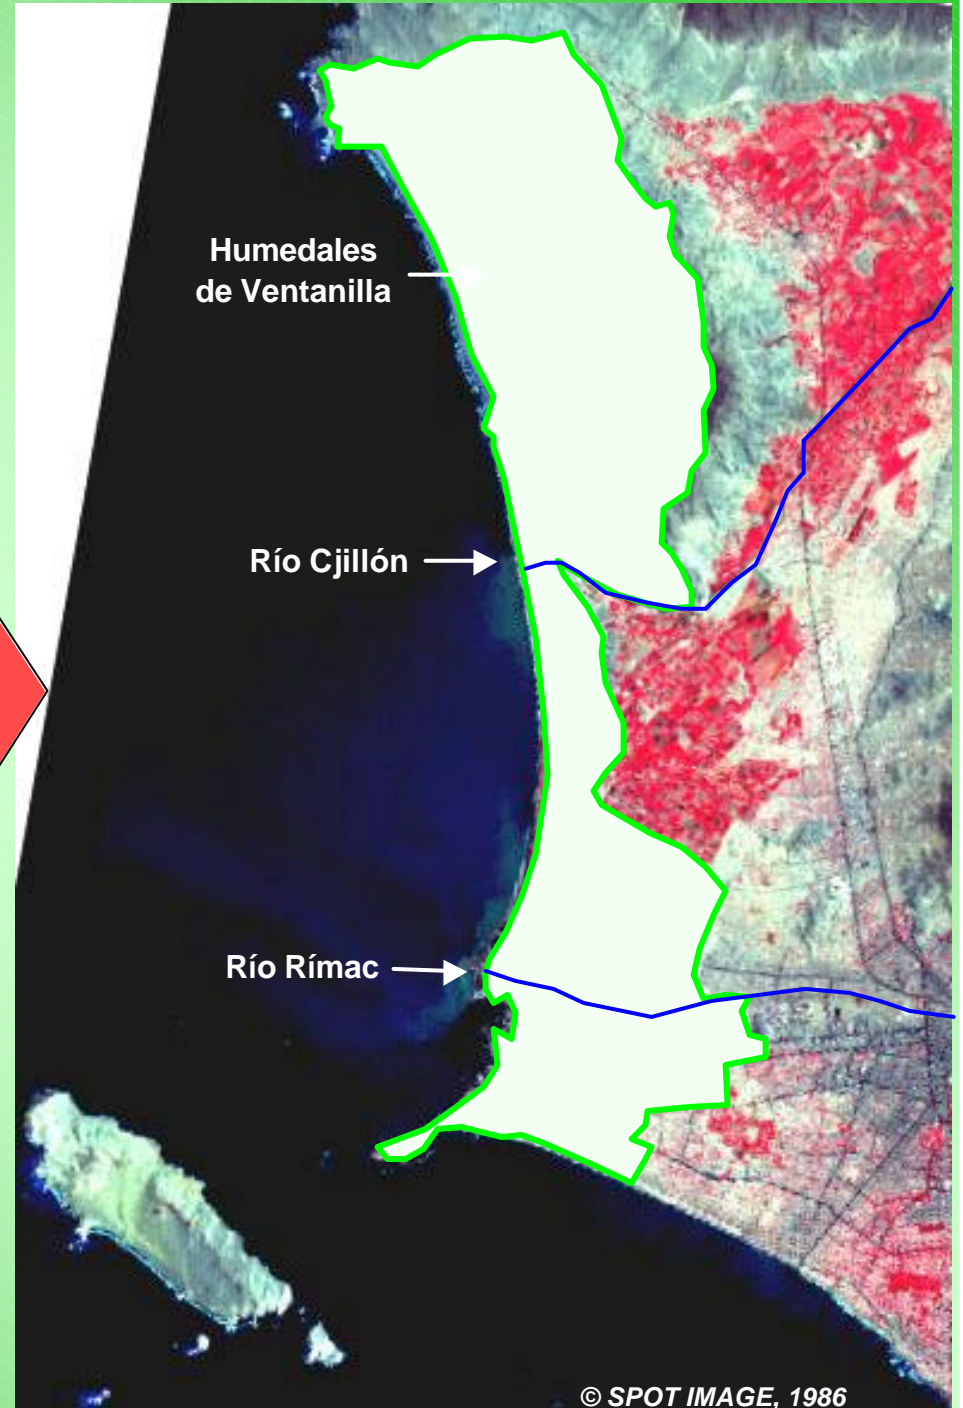 Humedales
de Ventanilla
Río Cjillón
Río Rímac
© SPOT IMAGE, 1986